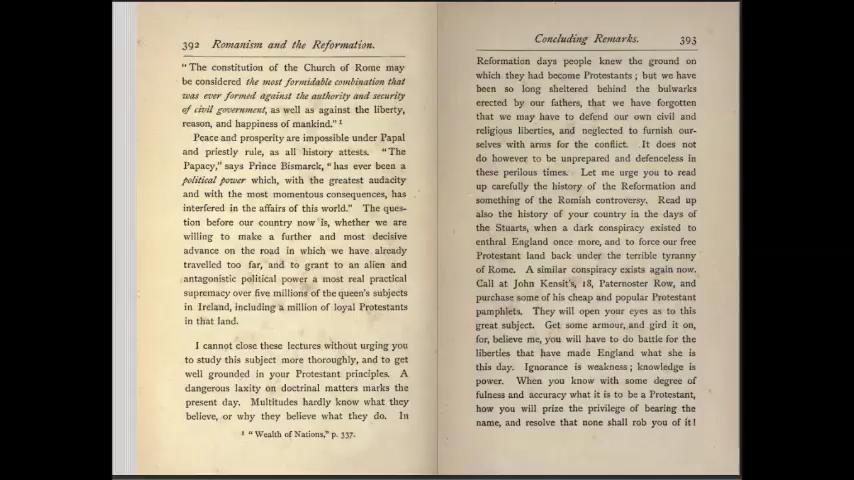 392 Romanism and the Reformation.
"The constitution of the Church of Rome may
be considered the most formidable combination that
was ever formed against the authority and security
of civil government, as well as against the liberty,
reason, and happiness of mankind." 1
Peace and prosperity are impossible under Papal
and priestly rule, as all history attests. "The
Papacy," says Prince Bismarck, "has ever been a
political power which, with the greatest audacity
and with the most momentous consequences, has
interfered in the affairs of this world." The ques-
tion before our country now is, whether we are
willing to make a further and most decisive
advance on the road in which we have already
travelled too far, and to grant to an alien and
antagonistic political power a most real practical
supremacy over five millions of the queen's subjects
in Ireland, including a million of loyal Protestants
in that land.
I cannot close these lectures without urging you
to study this subject more thoroughly, and to get
well grounded in your Protestant principles. A
dangerous laxity on doctrinal matters marks the
present day. Multitudes hardly know what they
believe, or why they believe what they do. In
1 "Wealth of Nations," p. 337.
Concluding Remarks. 393
Reformation days people knew the ground on
which they had become Protestants; but we have
been so long sheltered behind the bulwarks
erected by our fathers, that we have forgotten
that we may have to defend our own civil and
religious liberties, and neglected to furnish our-
selves with arms for the conflict. It does not
do however to be unprepared and defenceless in
these perilous times. Let me urge you to read
up carefully the history of the Reformation and
something of the Romish controversy. Read up
also the history of your country in the days of
the Stuarts, when a dark conspiracy existed to
enthral England once more, and to force our free
Protestant land back under the terrible tyranny
of Rome. A similar conspiracy exists again now.
Call at John Kensit's, 18, Paternoster Row, and
purchase some of his cheap and popular Protestant
pamphlets. They will open your eyes as to this
great subject. Get some armour, and gird it on,
for, believe me, you will have to do battle for the
liberties that have made England what she is
this day. Ignorance is weakness; knowledge is
power. When you know with some degree of
fulness and accuracy what it is to be a Protestant,
how you will prize the privilege of bearing the
name, and resolve that none shall rob you of it!